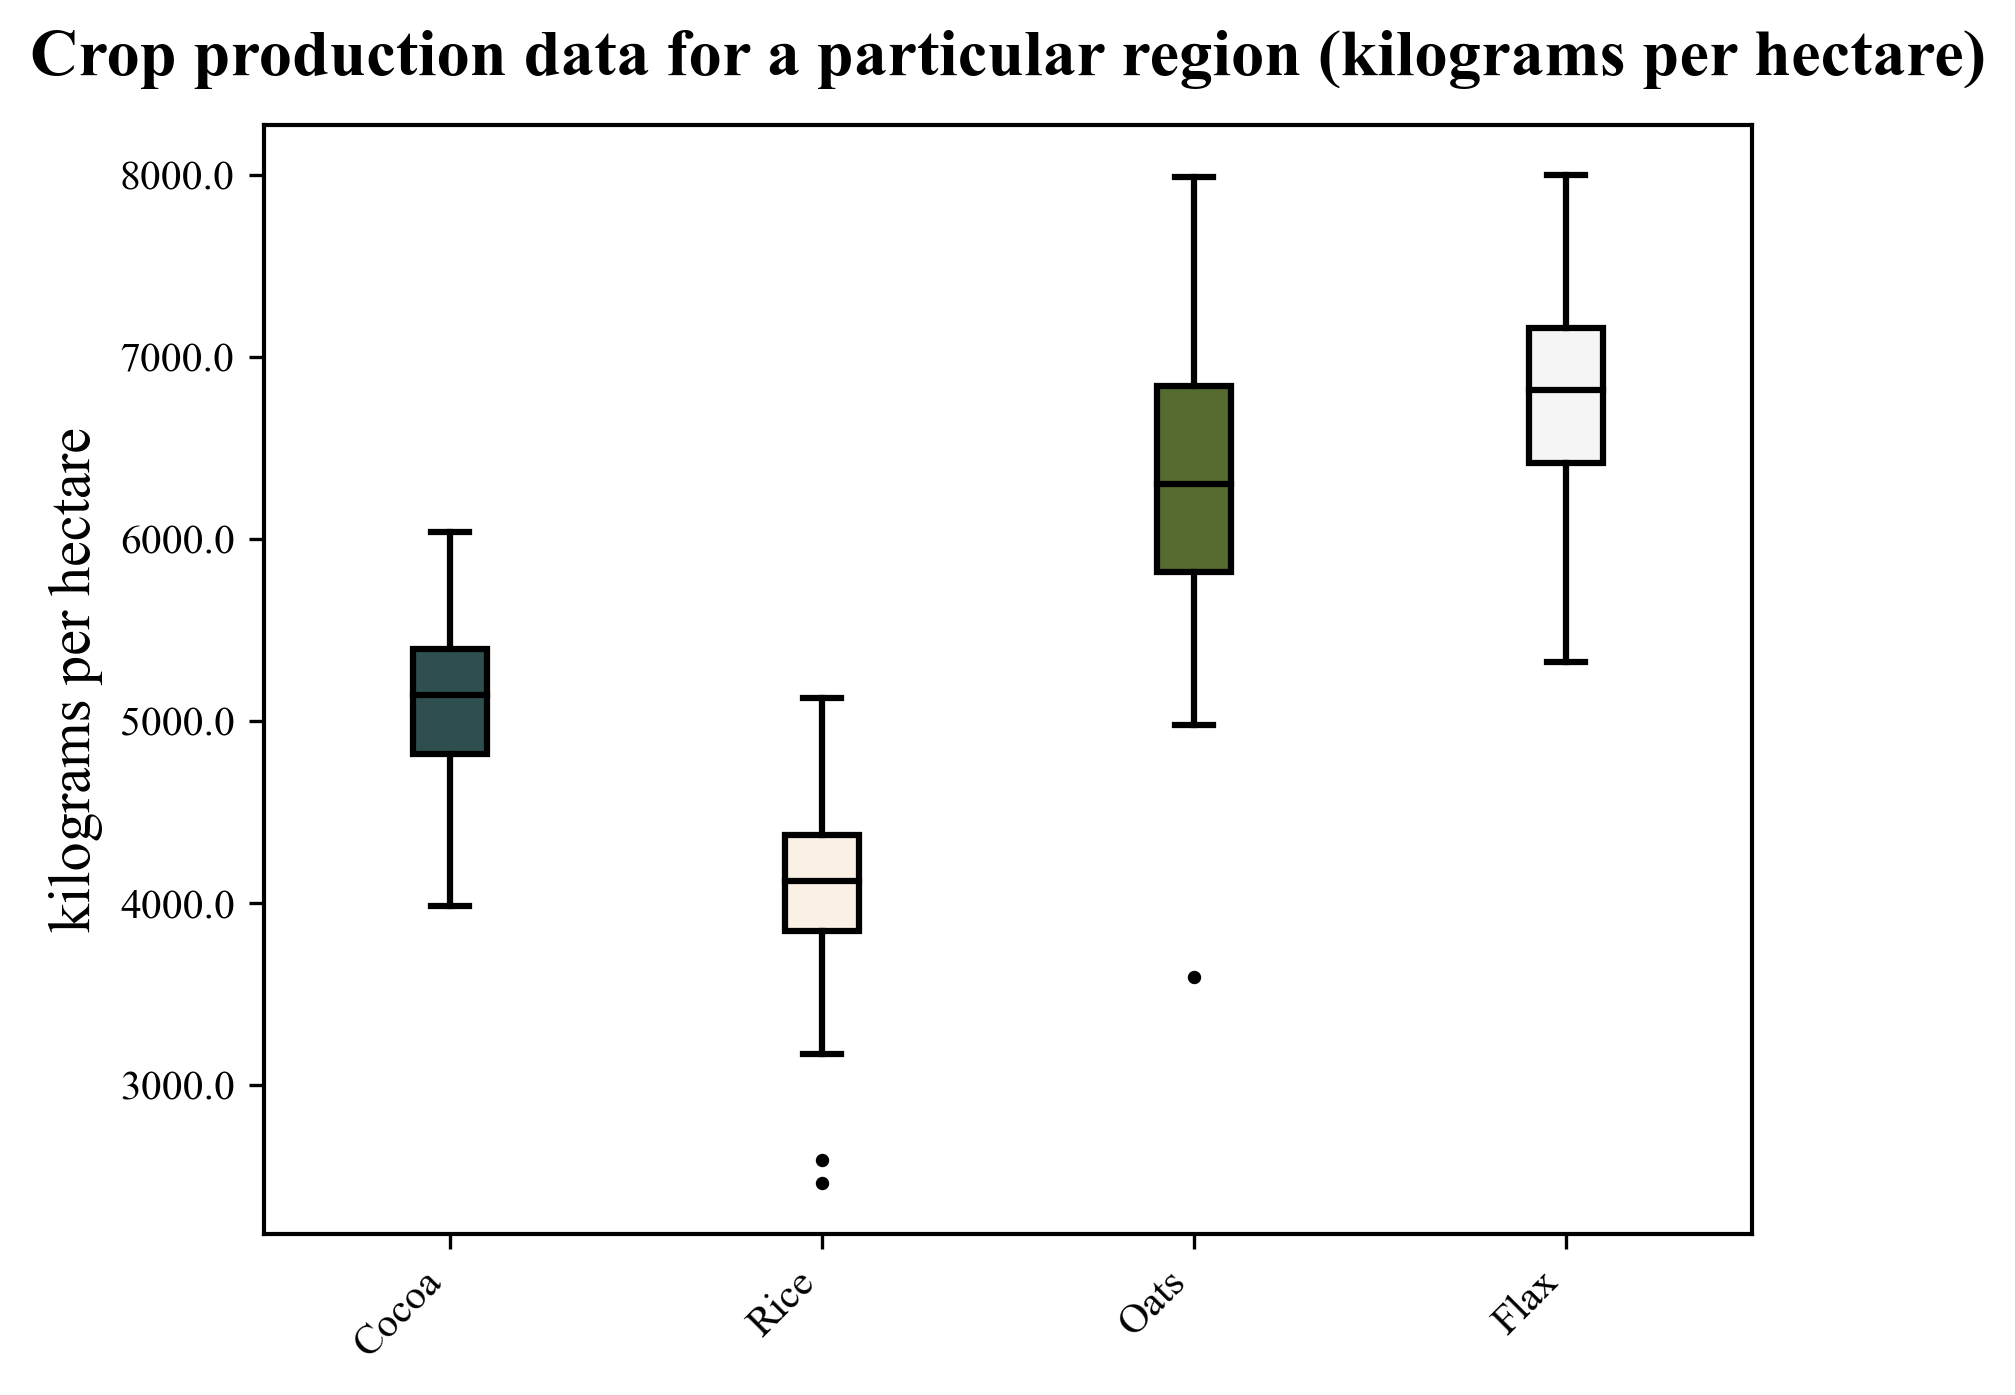 Crop production data for a particular region (kilograms per hectare)
kilograms per hectare
8000.0
7000.0
6000.0
5000.0
4000.0
3000.0
Cocoa
Rice
Oats
Flax